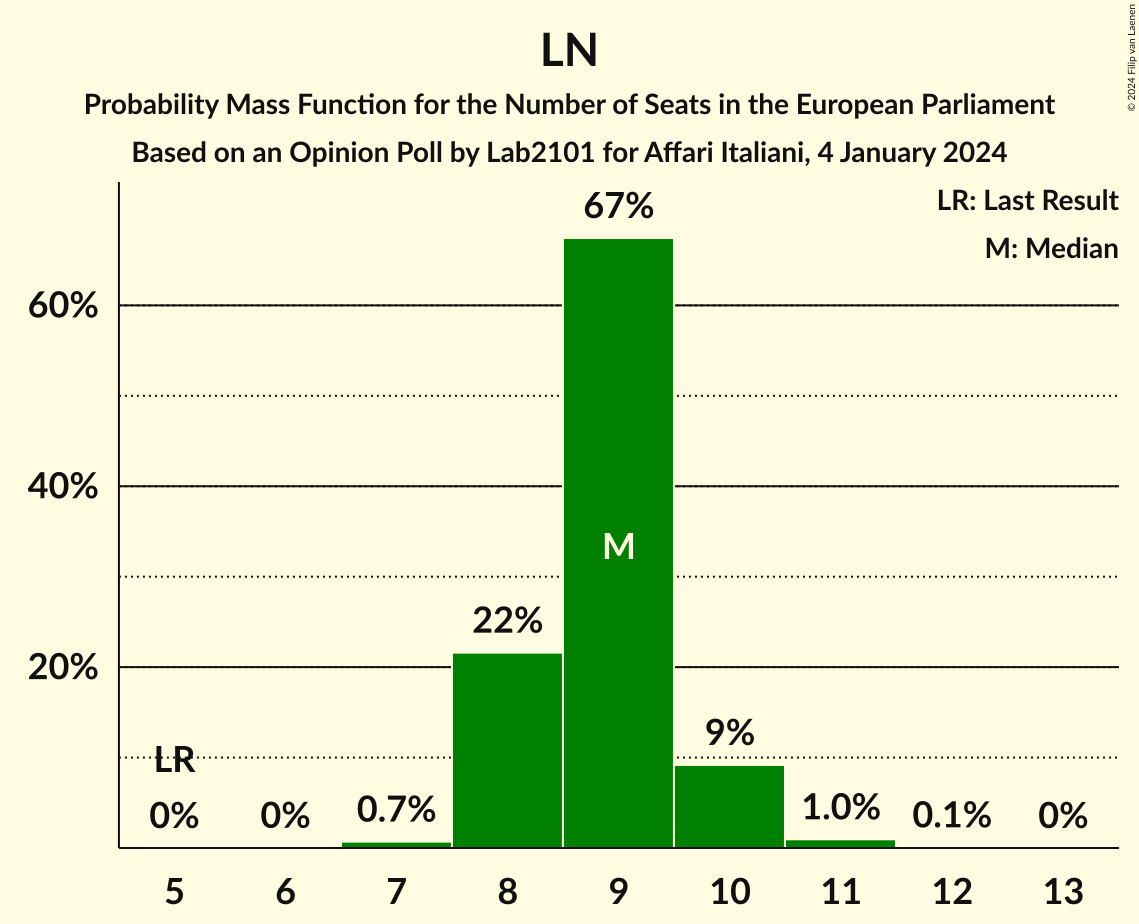 LN
Probability Mass Function for the Number of Seats in the European Parliament
Based on an Opinion Poll by Lab2101 for Affari Italiani, 4 January 2024
© 2024 Filip van Laenen
LR: Last Result
M: Median
67%
60%
40%
M
22%
20%
9%
LR
0%
0%
0.7%
1.0%
0.1%
0%
5 6 7 8 9 10 11 12 13